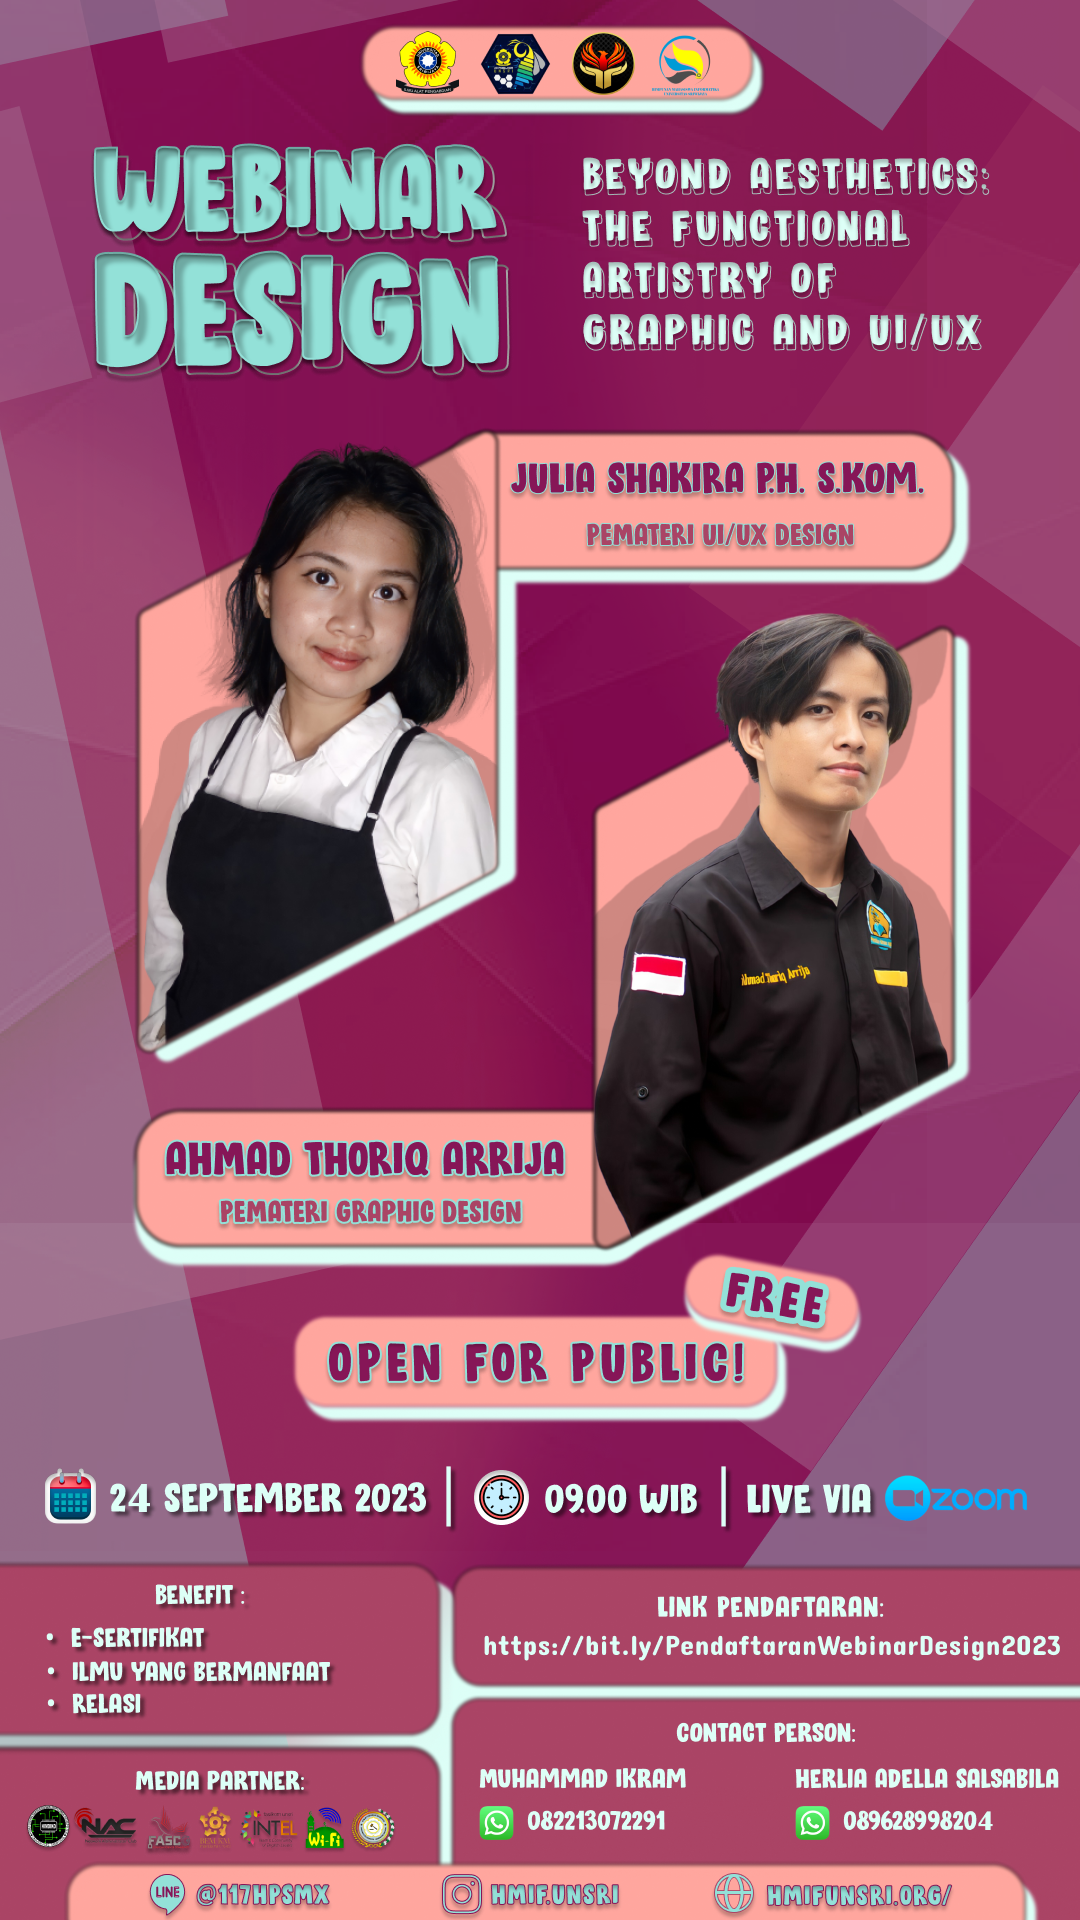 WEBINAR
DESIGN
BEYOND AESTHETICS:
THE FUNCTIONAL
ARTISTRY OF
GRAPHIC AND UI/UX
JULIA SHAKIRA P.H. S.KOM.
PEMATERI UI/UX DESIGN
Ahmad Thoriq Arrija
AHMAD THORIQ ARRIJA
PEMATERI GRAPHIC DESIGN
FREE
OPEN FOR PUBLIC!
24 SEPTEMBER 2023
09.00 WIB
LIVE VIA zoom
BENEFIT :
• E-SERTIFIKAT
• ILMU YANG BERMANFAAT
• RELASI
LINK PENDAFTARAN:
https://bit.ly/PendaftaranWebinarDesign2023
CONTACT PERSON:
MUHAMMAD IKRAM
082213072291
HERLIA ADELLA SALSABILA
089628998204
MEDIA PARTNER:
NAC
FASCO
INTEL
Wi-Fi
LINE @117HPSMX
HMIF.UNSRI
HMIFUNSRI.ORG/